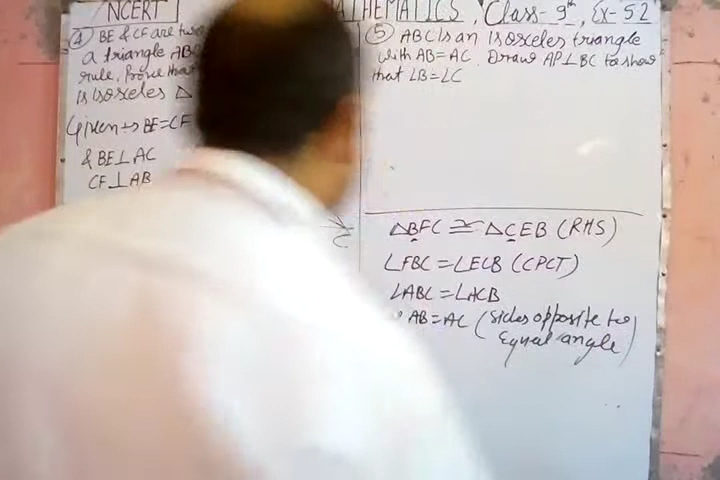 NCERT MATHEMATICS, Class-9th, Ex-5.2
④ BE & CF are two
a triangle ABC
rule, Prove that
is isosceles △
Given → BE=CF
& BE⊥AC
CF⊥AB
⑤ ABC is an isosceles triangle
with AB=AC. Draw AP⊥BC to show
that ∠B=∠C
△BFC ≅ △CEB (RHS)
∠FBC=∠ECB (CPCT)
∠ABC=∠ACB
AB=AC (sides opposite to
Equal angle)